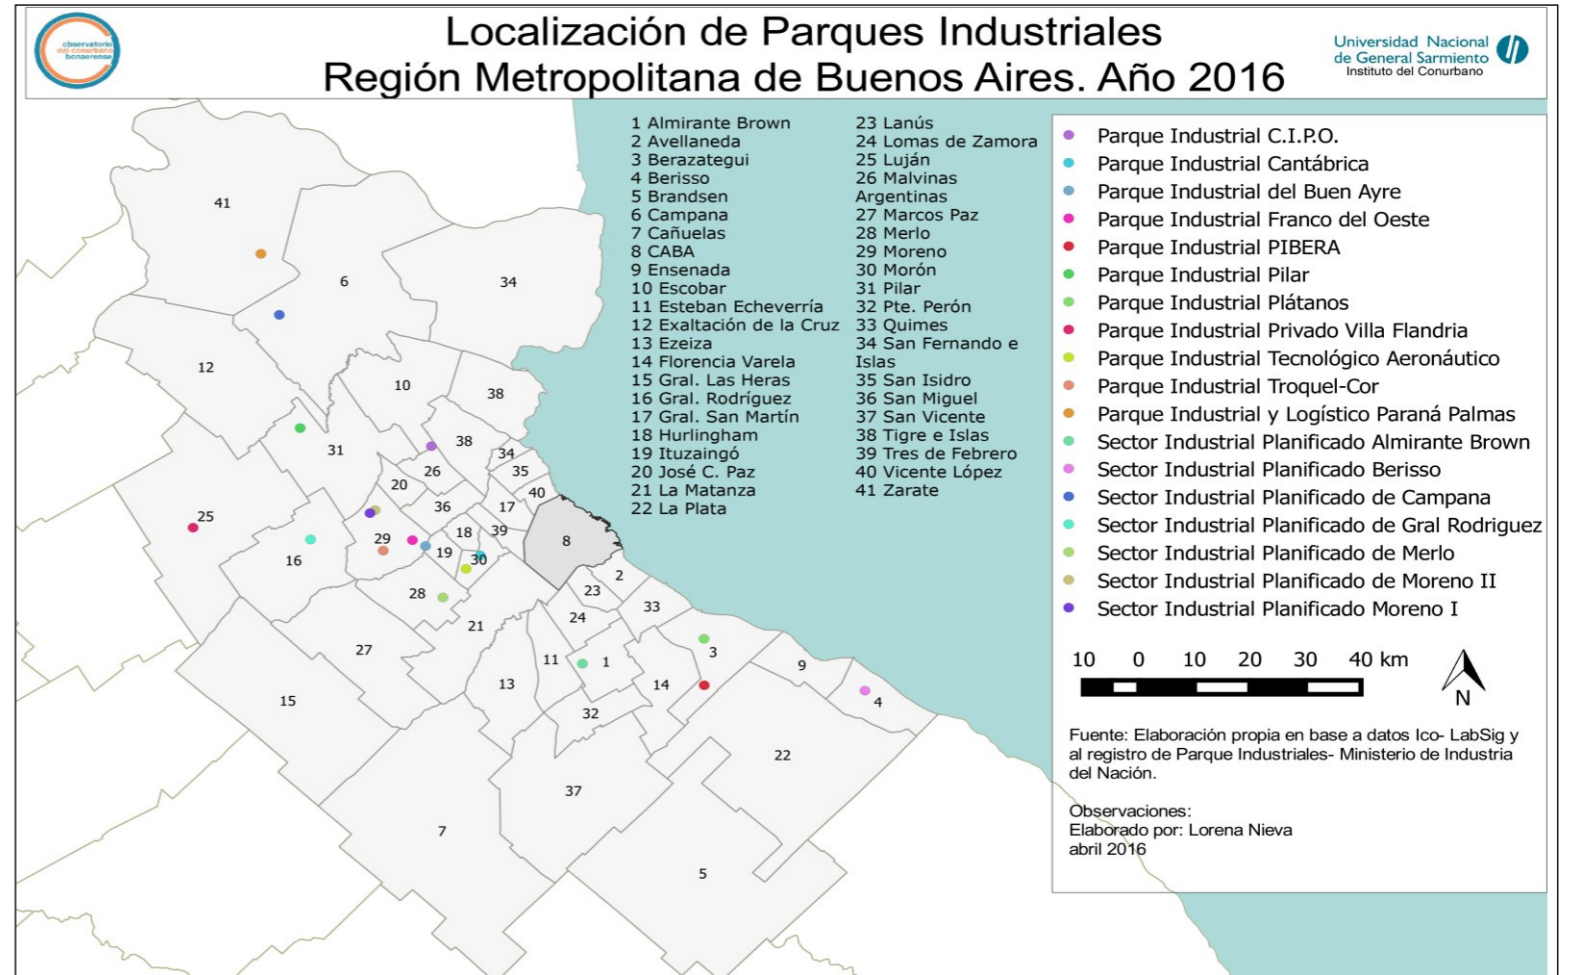 observatorio
del conurbano
bonaerense
Localización de Parques Industriales
Región Metropolitana de Buenos Aires. Año 2016
Universidad Nacional
de General Sarmiento
Instituto del Conurbano
1 Almirante Brown
2 Avellaneda
3 Berazategui
4 Berisso
5 Brandsen
6 Campana
7 Cañuelas
8 CABA
9 Ensenada
10 Escobar
11 Esteban Echeverría
12 Exaltación de la Cruz
13 Ezeiza
14 Florencia Varela
15 Gral. Las Heras
16 Gral. Rodríguez
17 Gral. San Martín
18 Hurlingham
19 Ituzaingó
20 José C. Paz
21 La Matanza
22 La Plata
23 Lanús
24 Lomas de Zamora
25 Luján
26 Malvinas
Argentinas
27 Marcos Paz
28 Merlo
29 Moreno
30 Morón
31 Pilar
32 Pte. Perón
33 Quimes
34 San Fernando e
Islas
35 San Isidro
36 San Miguel
37 San Vicente
38 Tigre e Islas
39 Tres de Febrero
40 Vicente López
41 Zarate
Parque Industrial C.I.P.O.
Parque Industrial Cantábrica
Parque Industrial del Buen Ayre
Parque Industrial Franco del Oeste
Parque Industrial PIBERA
Parque Industrial Pilar
Parque Industrial Plátanos
Parque Industrial Privado Villa Flandria
Parque Industrial Tecnológico Aeronáutico
Parque Industrial Troquel-Cor
Parque Industrial y Logístico Paraná Palmas
Sector Industrial Planificado Almirante Brown
Sector Industrial Planificado Berisso
Sector Industrial Planificado de Campana
Sector Industrial Planificado de Gral Rodriguez
Sector Industrial Planificado de Merlo
Sector Industrial Planificado de Moreno II
Sector Industrial Planificado Moreno I
10 0 10 20 30 40 km
N
Fuente: Elaboración propia en base a datos Ico- LabSig y
al registro de Parque Industriales- Ministerio de Industria
del Nación.
Observaciones:
Elaborado por: Lorena Nieva
abril 2016
41
6
34
12
10
38
38
31
34
26
35
20
40
36
17
25
18
39
29
8
19
30
16
2
28
23
33
24
21
27
3
11
1
9
13
14
4
15
32
22
37
7
5